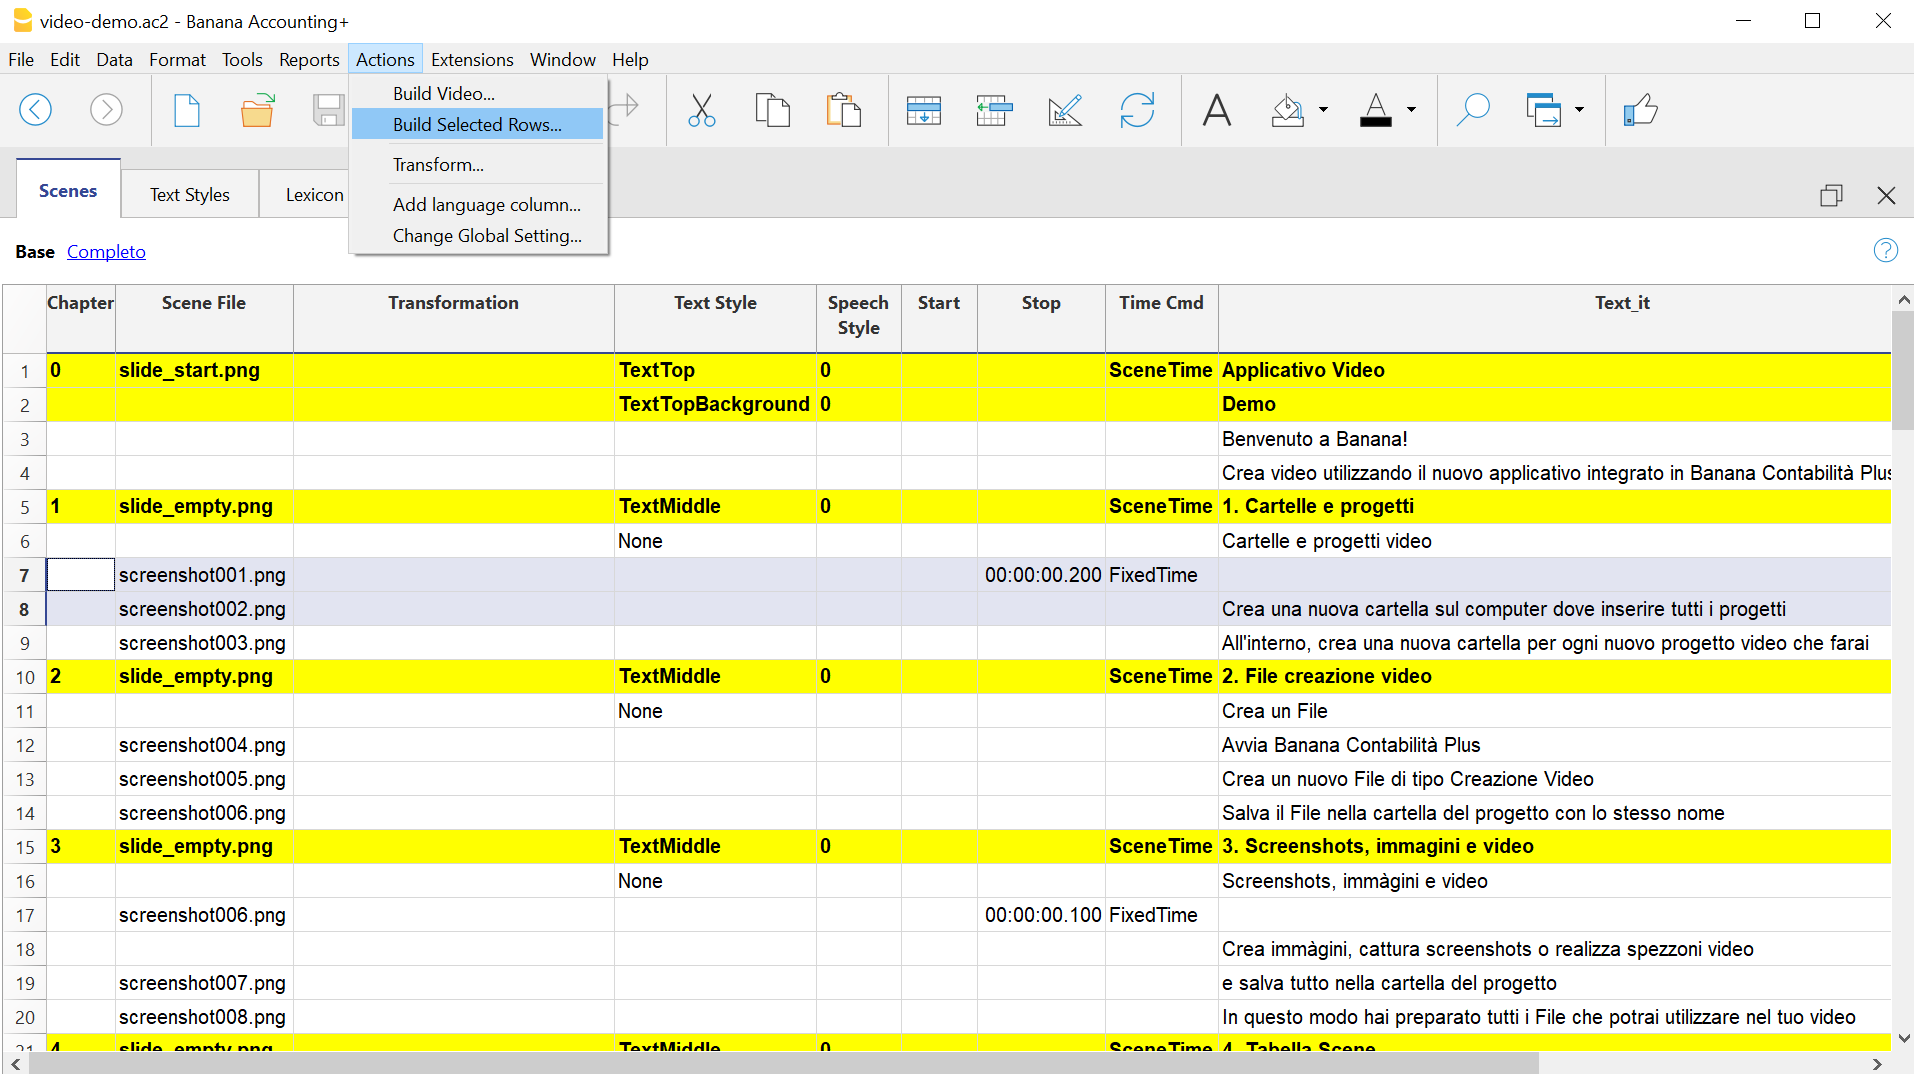 video-demo.ac2 - Banana Accounting+
File Edit Data Format Tools Reports Actions Extensions Window Help
Build Video...
Build Selected Rows...
Transform...
Add language column...
Change Global Setting...
Scenes Text Styles Lexicon
Base Completo
Chapter Scene File Transformation Text Style Speech Style Start Stop Time Cmd Text_it
1 0 slide_start.png TextTop 0 SceneTime Applicativo Video
2 TextTopBackground 0 Demo
3 Benvenuto a Banana!
4 Crea video utilizzando il nuovo applicativo integrato in Banana Contabilità Plus
5 1 slide_empty.png TextMiddle 0 SceneTime 1. Cartelle e progetti
6 None Cartelle e progetti video
7 screenshot001.png 00:00:00.200 FixedTime
8 screenshot002.png Crea una nuova cartella sul computer dove inserire tutti i progetti
9 screenshot003.png All'interno, crea una nuova cartella per ogni nuovo progetto video che farai
10 2 slide_empty.png TextMiddle 0 SceneTime 2. File creazione video
11 None Crea un File
12 screenshot004.png Avvia Banana Contabilità Plus
13 screenshot005.png Crea un nuovo File di tipo Creazione Video
14 screenshot006.png Salva il File nella cartella del progetto con lo stesso nome
15 3 slide_empty.png TextMiddle 0 SceneTime 3. Screenshots, immagini e video
16 None Screenshots, immàgini e video
17 screenshot006.png 00:00:00.100 FixedTime
18 Crea immàgini, cattura screenshots o realizza spezzoni video
19 screenshot007.png e salva tutto nella cartella del progetto
20 screenshot008.png In questo modo hai preparato tutti i File che potrai utilizzare nel tuo video
21 4 slide_empty.png TextMiddle 0 SceneTime 4. Tabella Scene